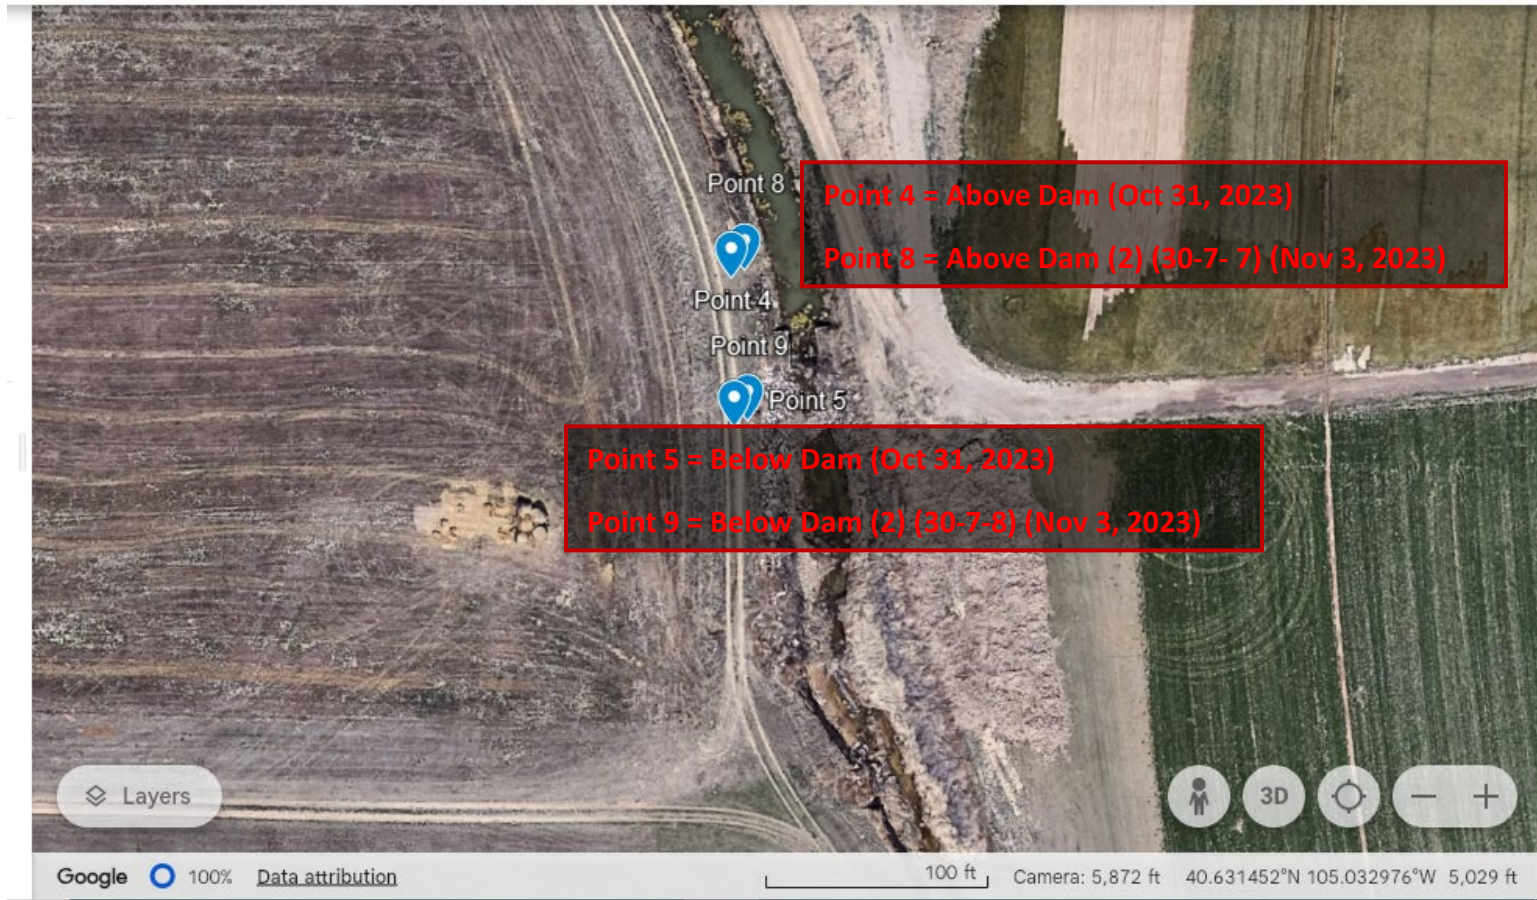 Point 8
Point 4 = Above Dam (Oct 31, 2023)
Point 8 = Above Dam (2) (30-7- 7) (Nov 3, 2023)
Point 4
Point 9
Point 5
Point 5 = Below Dam (Oct 31, 2023)
Point 9 = Below Dam (2) (30-7-8) (Nov 3, 2023)
Layers
3D
Google 100% Data attribution 100 ft Camera: 5,872 ft 40.631452°N 105.032976°W 5,029 ft